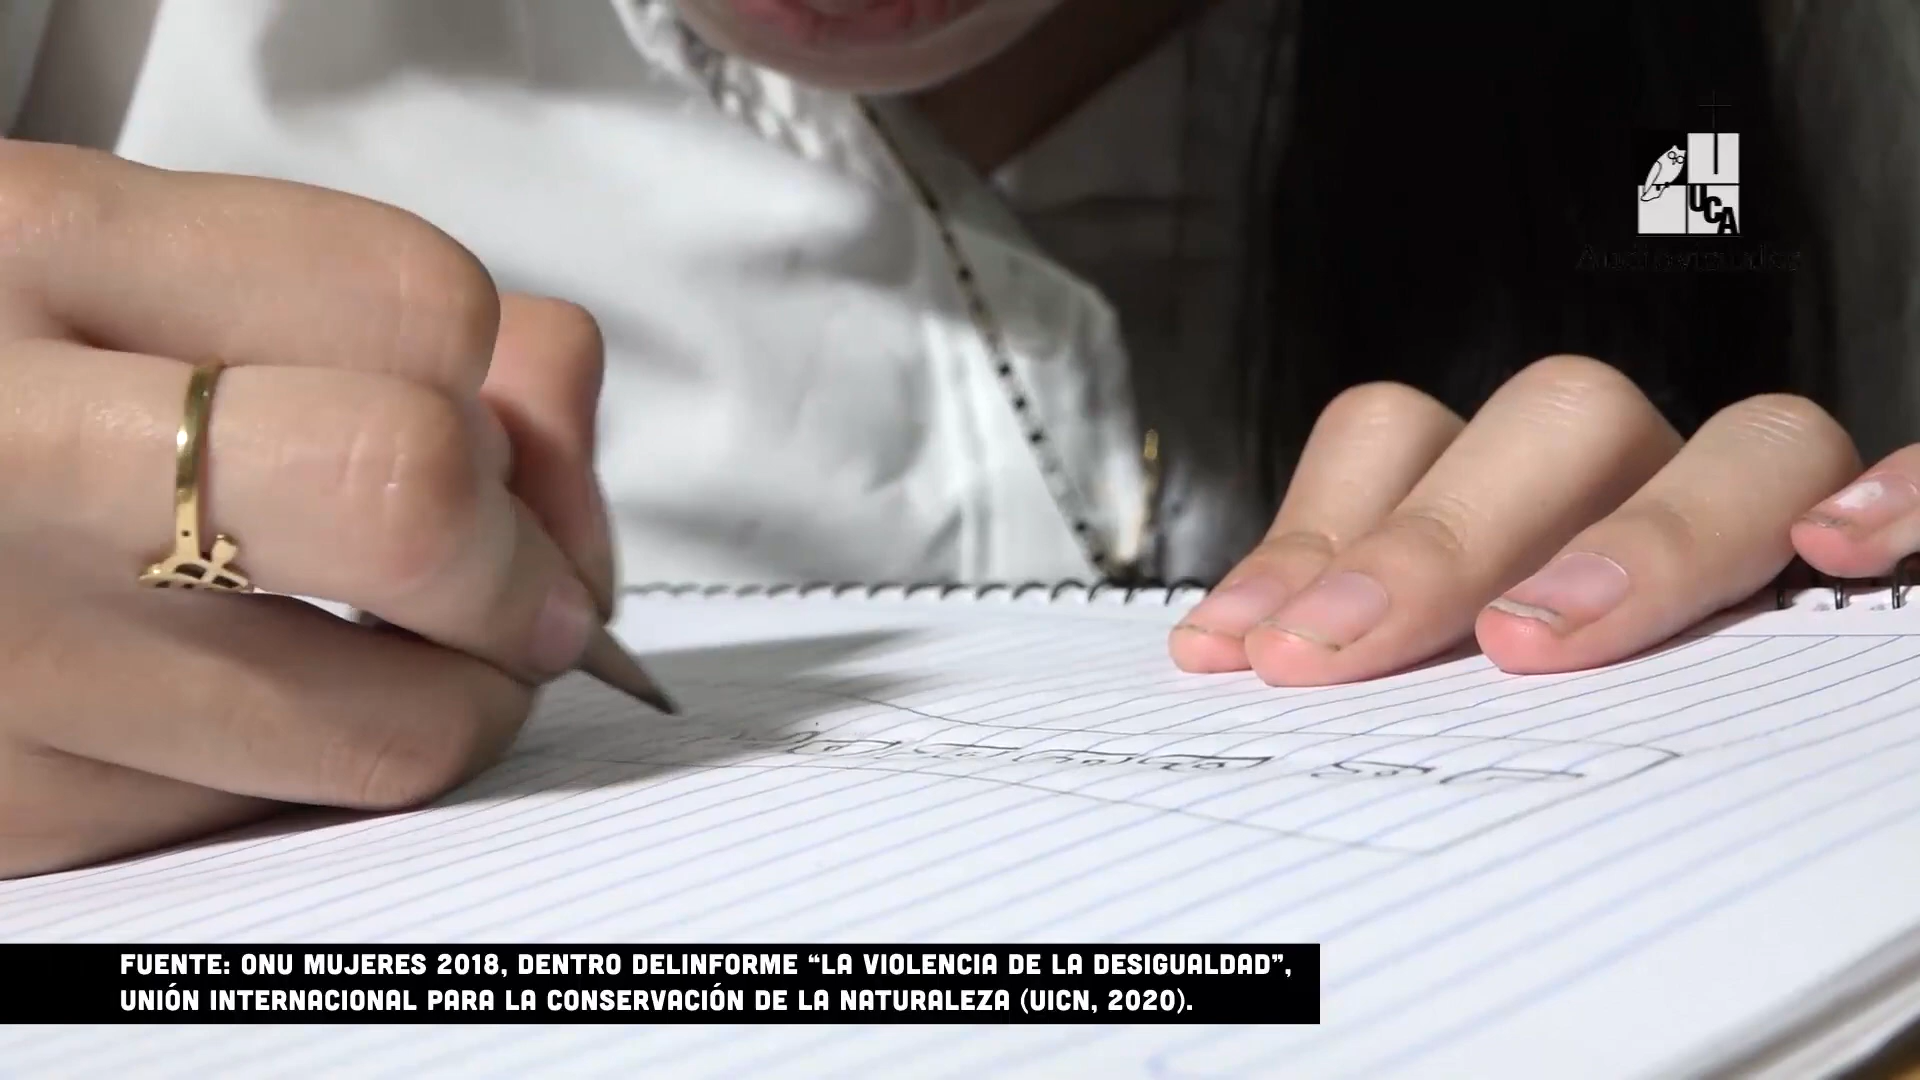 U
UCA
Audiovisuales
FUENTE: ONU MUJERES 2018, DENTRO DELINFORME “LA VIOLENCIA DE LA DESIGUALDAD”,
UNIÓN INTERNACIONAL PARA LA CONSERVACIÓN DE LA NATURALEZA (UICN, 2020).